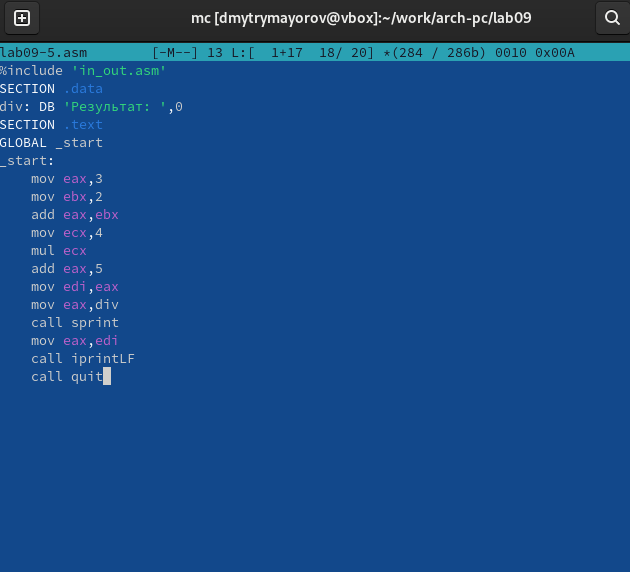 mc [dmytrymayorov@vbox]:~/work/arch-pc/lab09
lab09-5.asm        [-M--] 13 L:[  1+17  18/ 20] *(284 / 286b) 0010 0x00A
%include 'in_out.asm'
SECTION .data
div: DB 'Результат: ',0
SECTION .text
GLOBAL _start
_start:
    mov eax,3
    mov ebx,2
    add eax,ebx
    mov ecx,4
    mul ecx
    add eax,5
    mov edi,eax
    mov eax,div
    call sprint
    mov eax,edi
    call iprintLF
    call quit